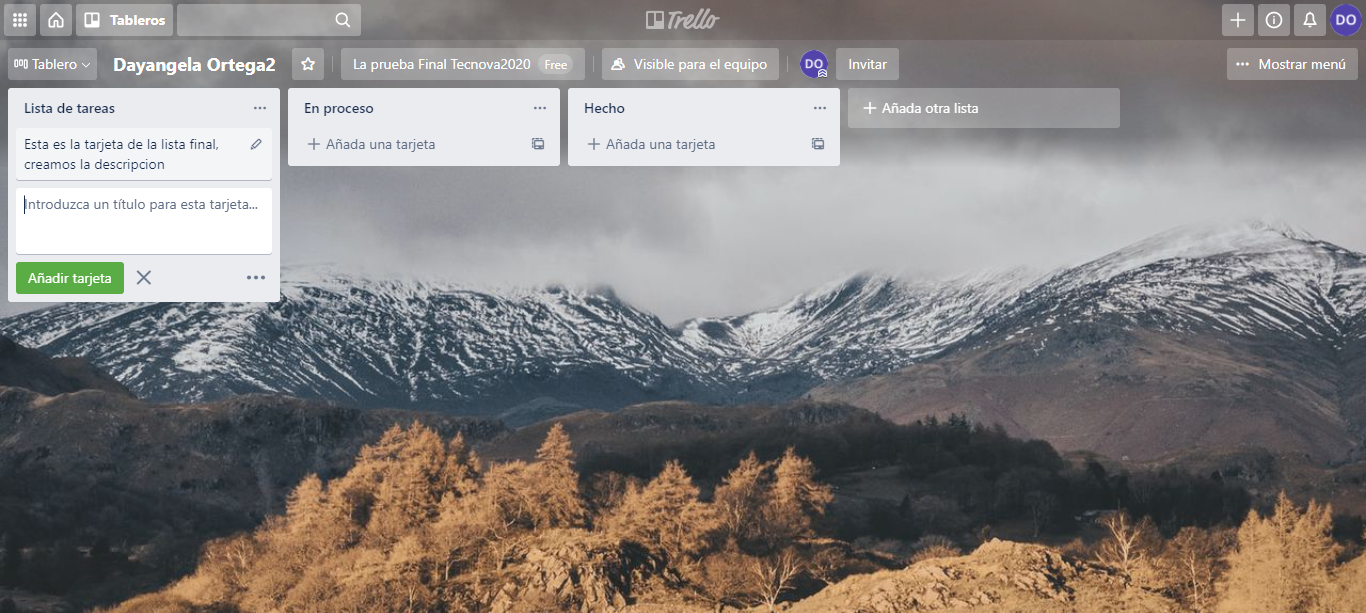 Tableros
Trello
DO
Tablero
Dayangela Ortega2
La prueba Final Tecnova2020 Free
Visible para el equipo
DO
Invitar
Mostrar menú
Lista de tareas
Esta es la tarjeta de la lista final,
creamos la descripcion
Introduzca un título para esta tarjeta...
Añadir tarjeta
En proceso
Añada una tarjeta
Hecho
Añada una tarjeta
Añada otra lista